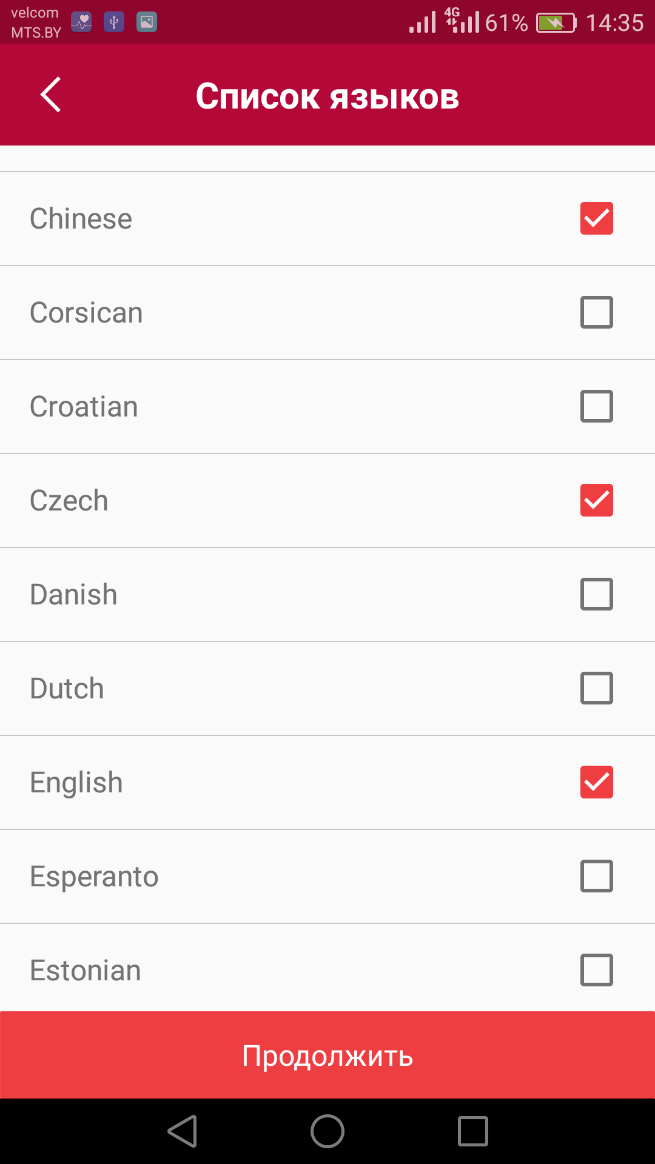 velcom
MTS.BY
4G
61%
14:35
Список языков
Chinese
Corsican
Croatian
Czech
Danish
Dutch
English
Esperanto
Estonian
Продолжить